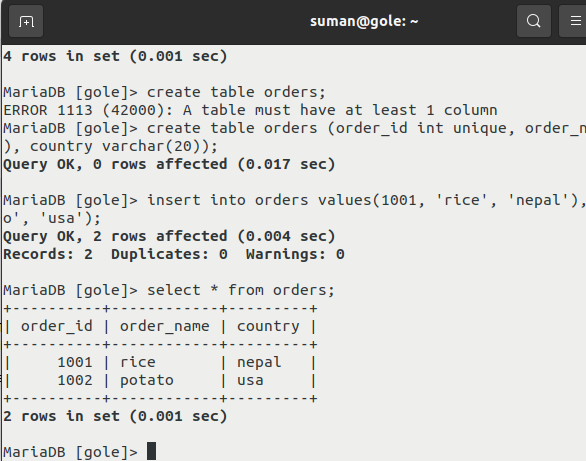 suman@gole: ~
4 rows in set (0.001 sec)
MariaDB [gole]> create table orders;
ERROR 1113 (42000): A table must have at least 1 column
MariaDB [gole]> create table orders (order_id int unique, order_n
), country varchar(20));
Query OK, 0 rows affected (0.017 sec)
MariaDB [gole]> insert into orders values(1001, 'rice', 'nepal'),
o', 'usa');
Query OK, 2 rows affected (0.004 sec)
Records: 2  Duplicates: 0  Warnings: 0
MariaDB [gole]> select * from orders;
+----------+------------+---------+
| order_id | order_name | country |
+----------+------------+---------+
|     1001 | rice       | nepal   |
|     1002 | potato     | usa     |
+----------+------------+---------+
2 rows in set (0.001 sec)
MariaDB [gole]>